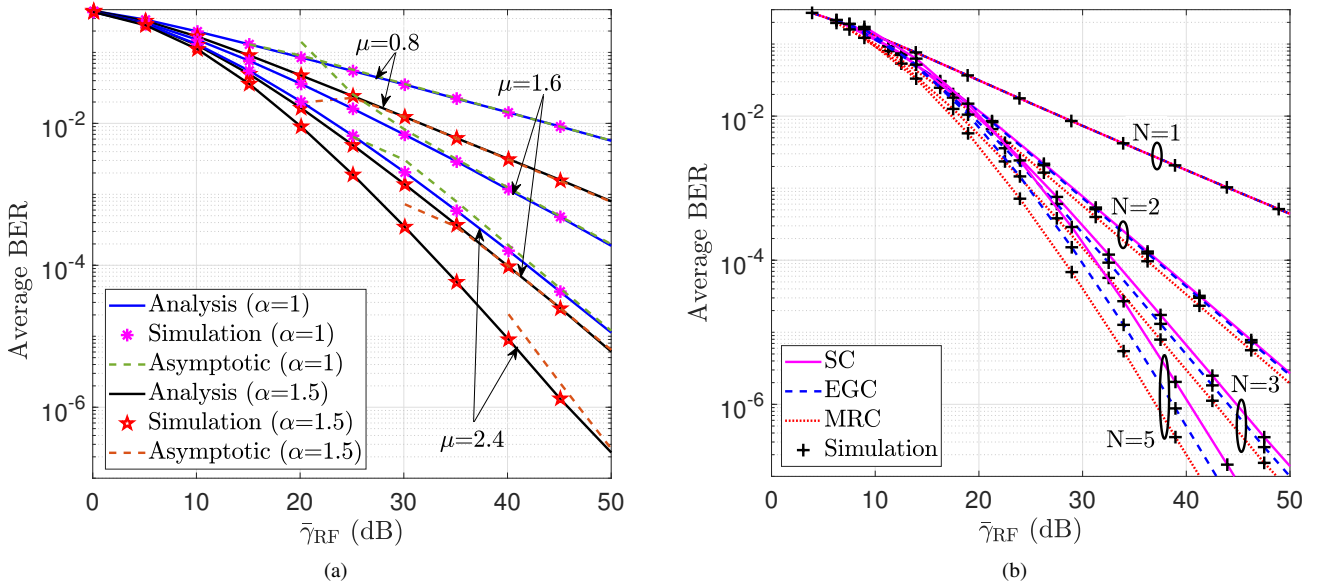 μ=0.8
μ=1.6
10⁻²
10⁻⁴
10⁻⁶
Average BER
Analysis (α=1)
Simulation (α=1)
Asymptotic (α=1)
Analysis (α=1.5)
Simulation (α=1.5)
Asymptotic (α=1.5)
μ=2.4
0 10 20 30 40 50
γ̄RF (dB)
(a)
10⁻²
10⁻⁴
10⁻⁶
Average BER
N=1
N=2
N=3
N=5
SC
EGC
MRC
Simulation
0 10 20 30 40 50
γ̄RF (dB)
(b)